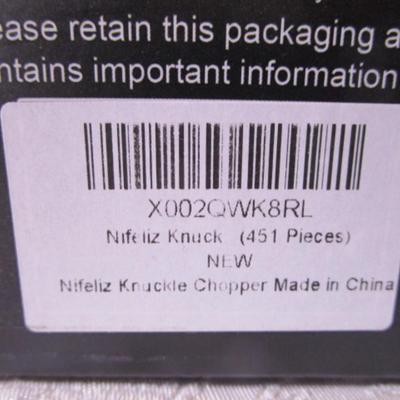 ease retain this packaging a
ntains important information
X002QWK8RL
Nifeliz Knuck (451 Pieces)
NEW
Nifeliz Knuckle Chopper Made in China